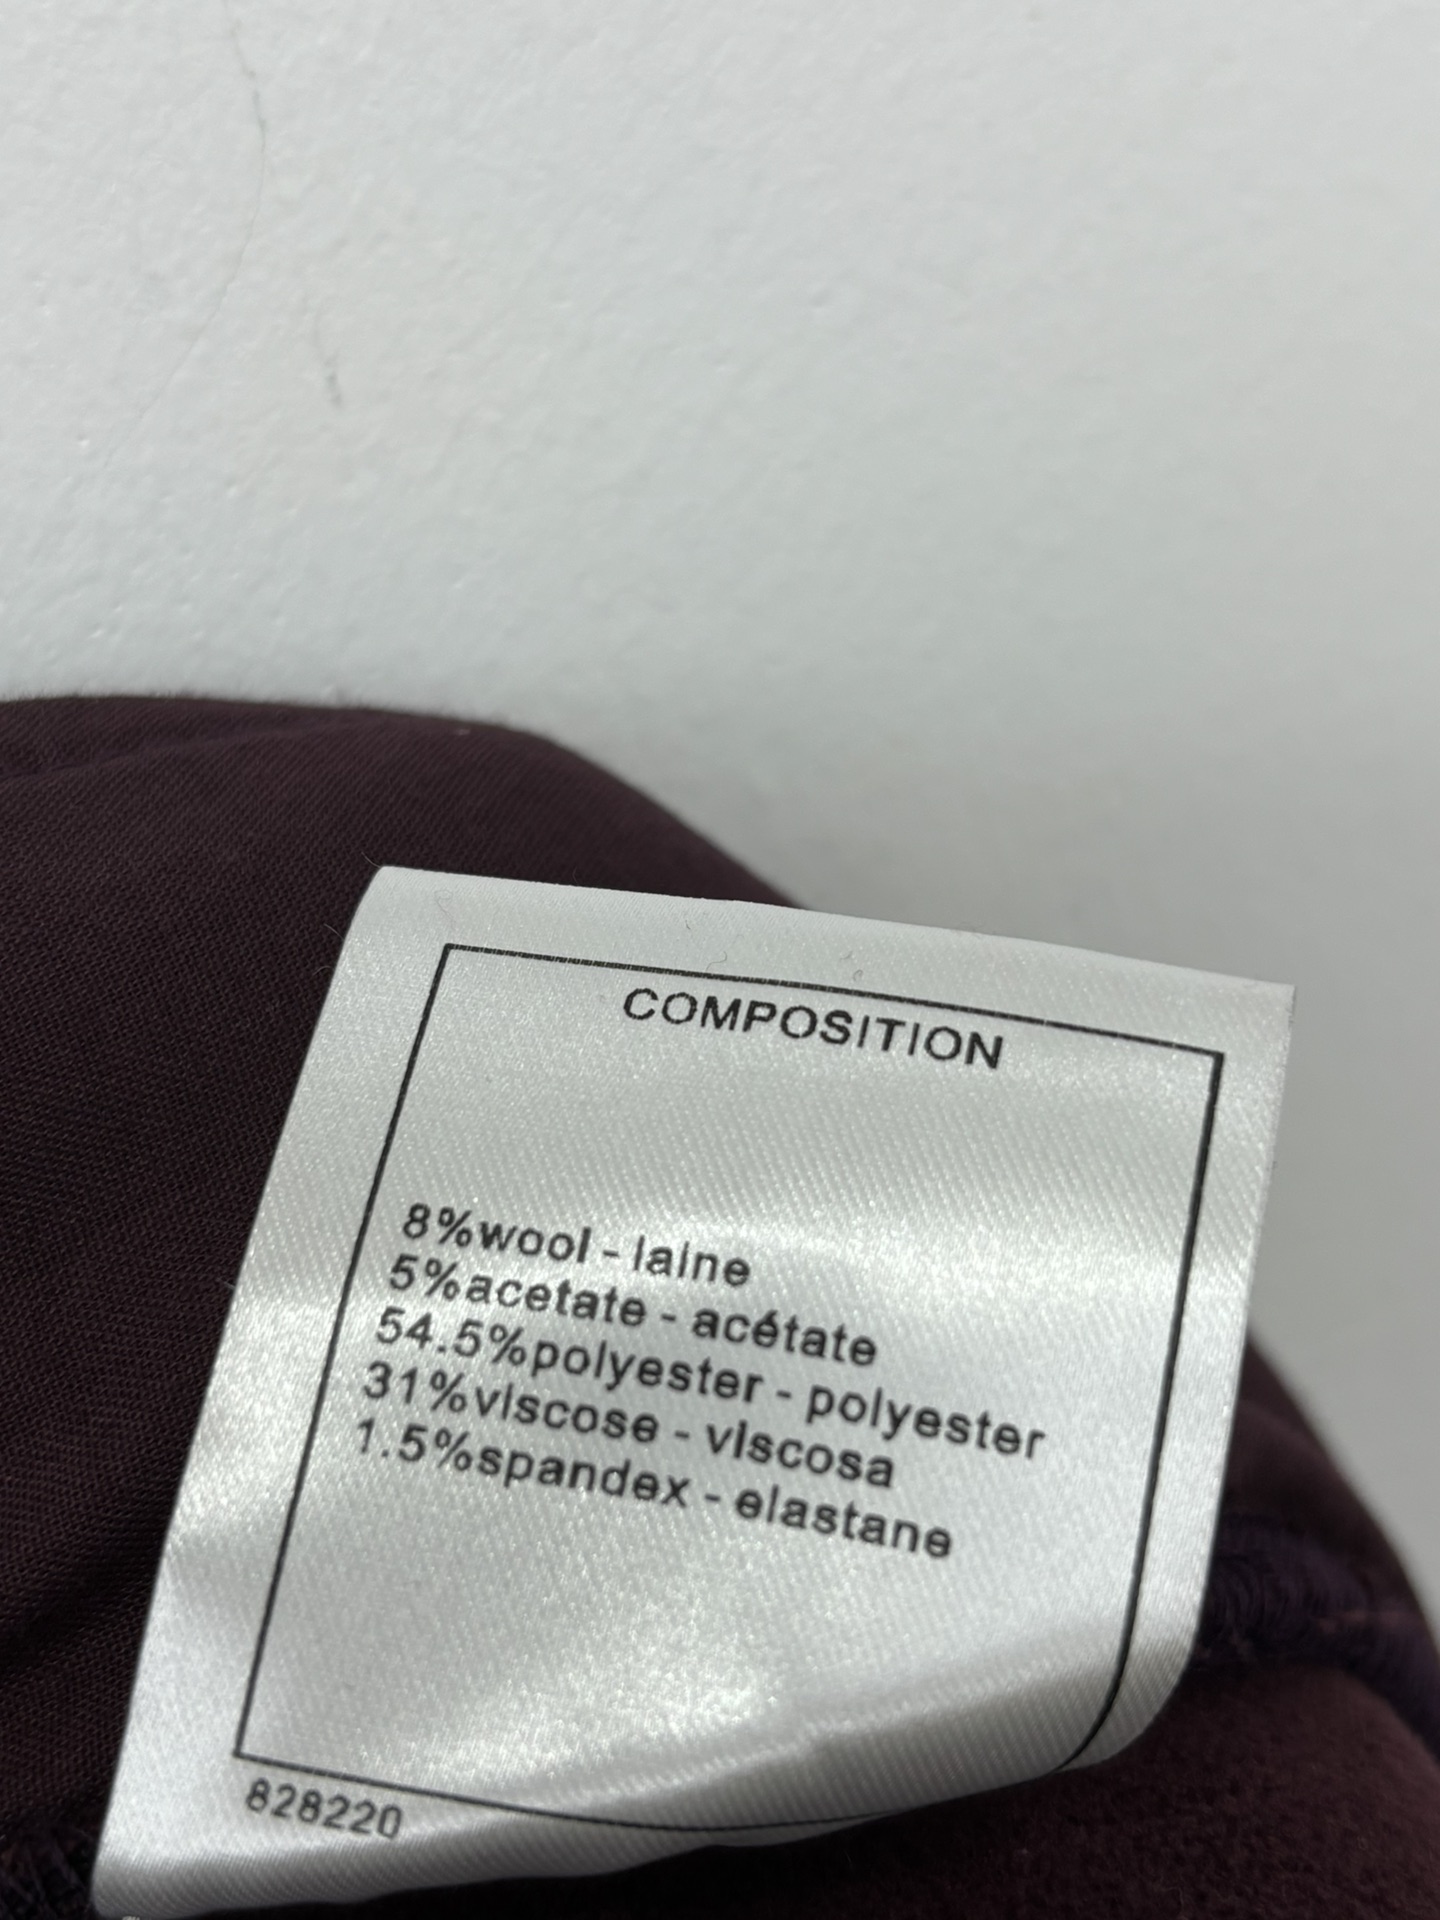 COMPOSITION
8%wool - laine
5%acetate - acétate
54.5%polyester - polyester
31%viscose - viscosa
1.5%spandex - elastane
828220